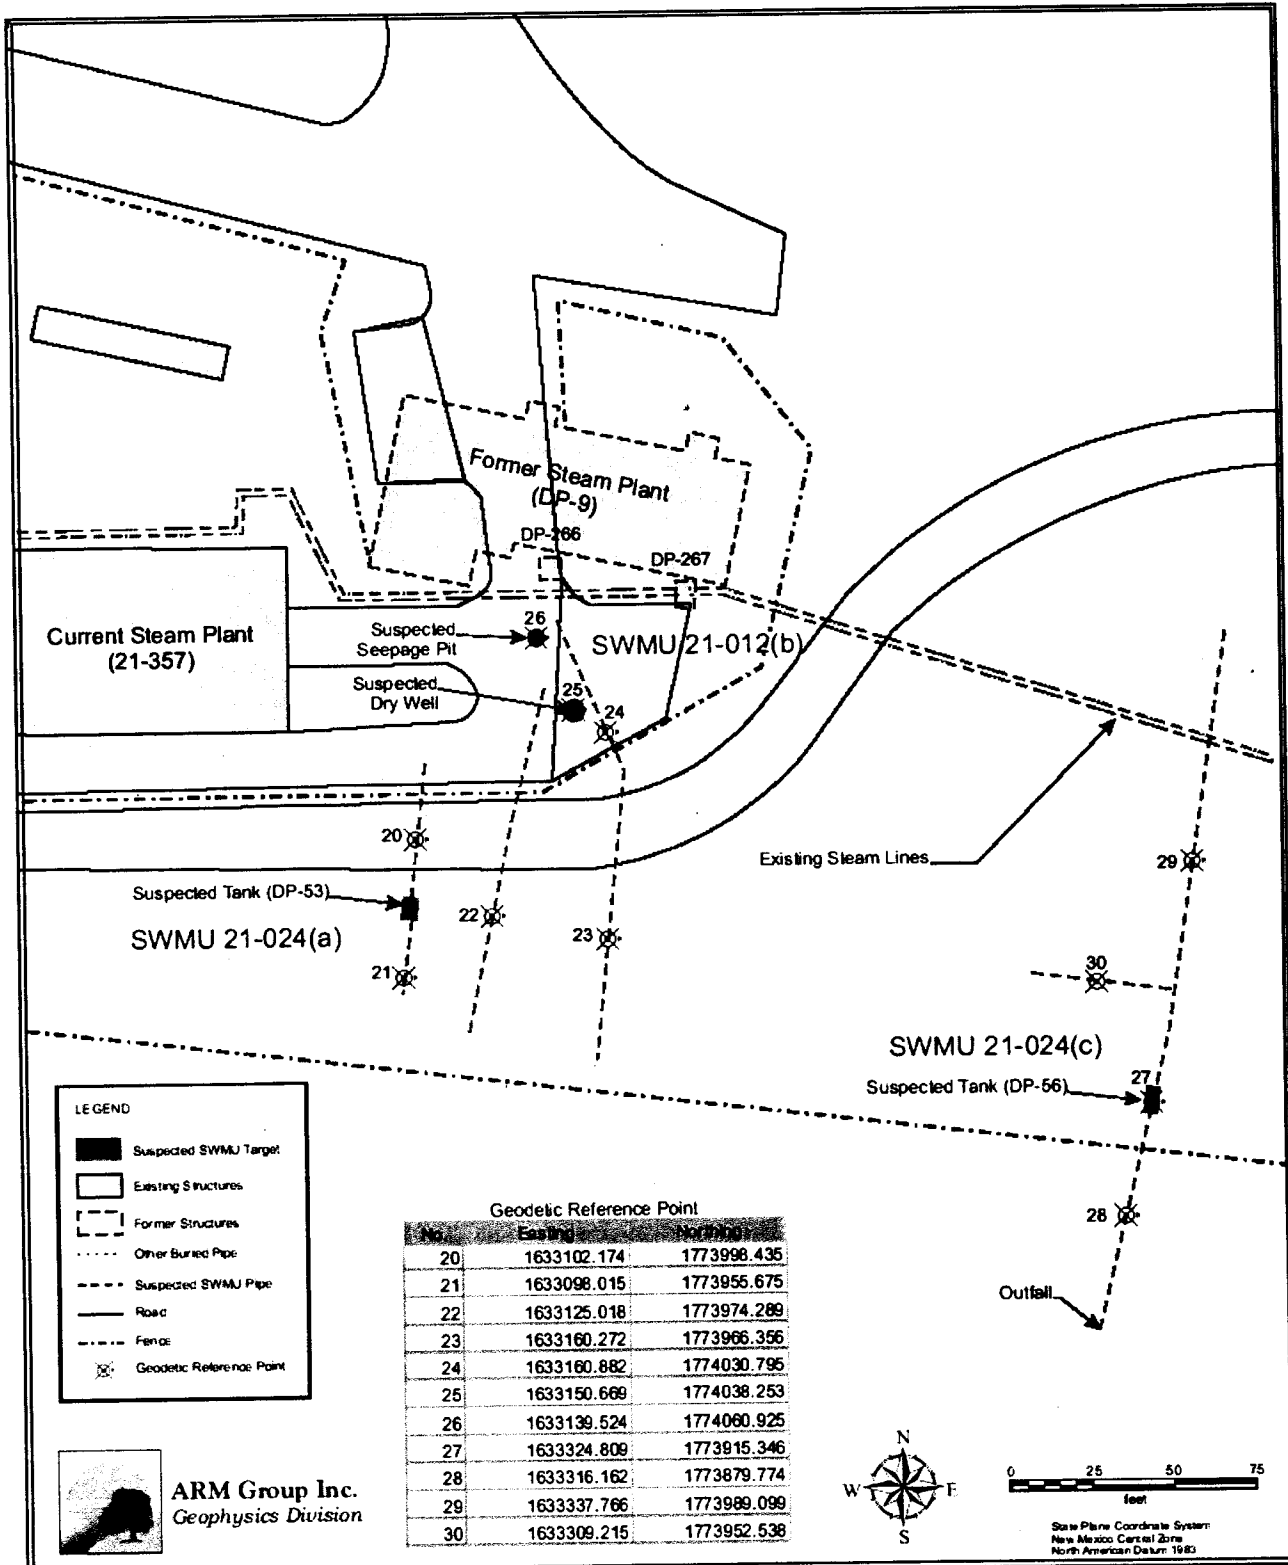 Former Steam Plant
(DP-9)
DP-266
DP-267
Current Steam Plant
(21-357)
Suspected
Seepage Pit
26
SWMU 21-012(b)
Suspected
Dry Well
25
24
20
Existing Steam Lines
29
Suspected Tank (DP-53)
22
23
SWMU 21-024(a)
21
30
SWMU 21-024(c)
27
Suspected Tank (DP-56)
28
Outfall
LEGEND
Suspected SWMU Target
Existing Structures
Former Structures
Other Buried Pipe
Suspected SWMU Pipe
Road
Fence
Geodetic Reference Point
Geodetic Reference Point
No. Easting Northing
20 1633102.174 1773998.435
21 1633098.015 1773955.675
22 1633125.018 1773974.289
23 1633160.272 1773966.356
24 1633160.882 1774030.795
25 1633150.669 1774038.253
26 1633139.524 1774060.925
27 1633324.809 1773915.346
28 1633316.162 1773879.774
29 1633337.766 1773989.099
30 1633309.215 1773952.538
ARM Group Inc.
Geophysics Division
N
W E
S
0 25 50 75
feet
State Plane Coordinate System
New Mexico Central Zone
North American Datum 1983